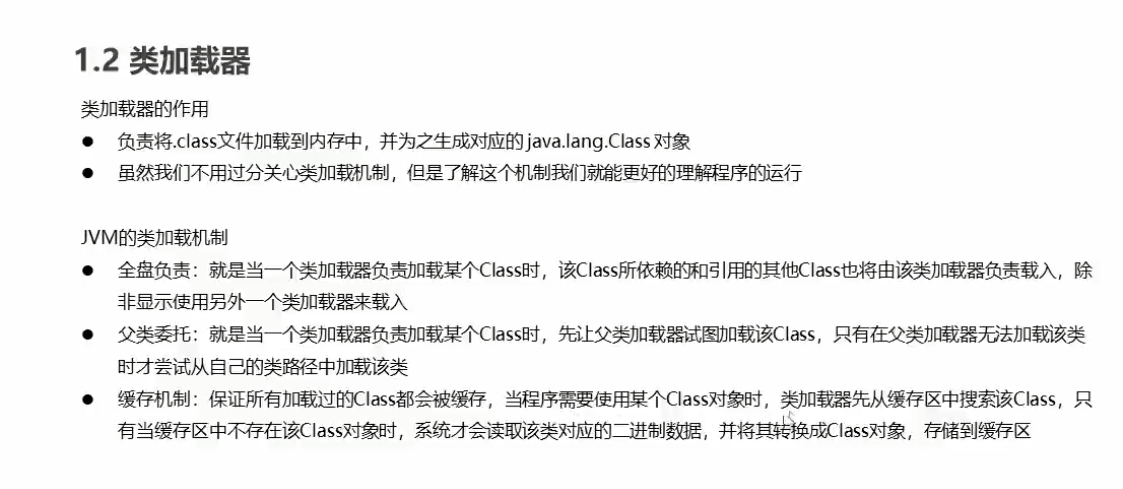 1.2 类加载器
类加载器的作用
● 负责将.class文件加载到内存中，并为之生成对应的 java.lang.Class 对象
● 虽然我们不用过分关心类加载机制，但是了解这个机制我们就能更好的理解程序的运行
JVM的类加载机制
● 全盘负责：就是当一个类加载器负责加载某个Class时，该Class所依赖的和引用的其他Class也将由该类加载器负责载入，除
非显示使用另外一个类加载器来载入
● 父类委托：就是当一个类加载器负责加载某个Class时，先让父类加载器试图加载该Class，只有在父类加载器无法加载该类
时才尝试从自己的类路径中加载该类
● 缓存机制：保证所有加载过的Class都会被缓存，当程序需要使用某个Class对象时，类加载器先从缓存区中搜索该Class，只
有当缓存区中不存在该Class对象时，系统才会读取该类对应的二进制数据，并将其转换成Class对象，存储到缓存区